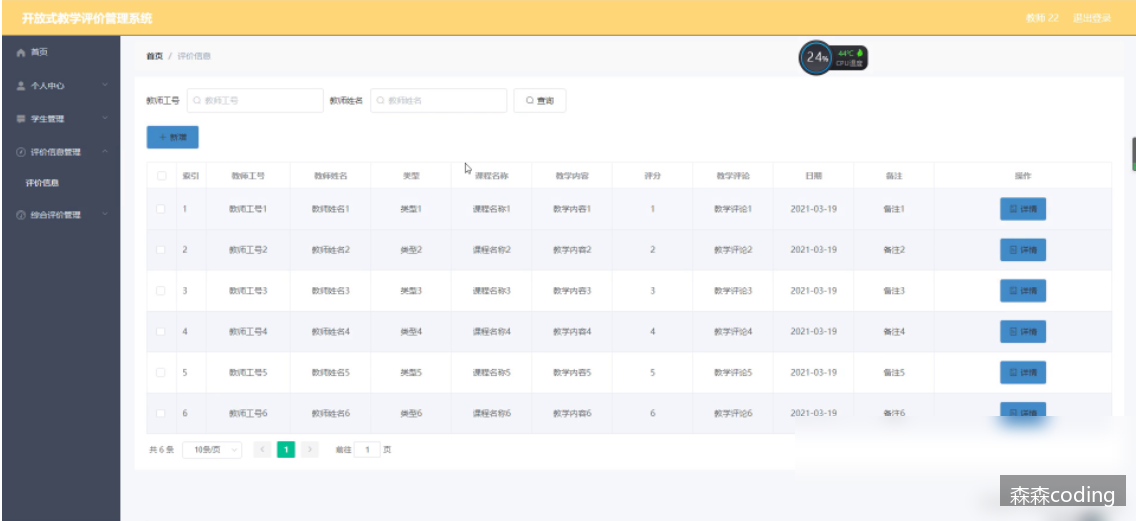 开放式教学评价管理系统
教师 22 退出登录
首页
个人中心
学生管理
评价信息管理
评价信息
综合评价管理
首页 / 评价信息
24%
44℃
CPU温度
教师工号 教师工号 教师姓名 教师姓名 查询
+ 新增
索引 教师工号 教师姓名 类型 课程名称 教学内容 评分 教学评论 日期 备注 操作
1 教师工号1 教师姓名1 类型1 课程名称1 教学内容1 1 教学评论1 2021-03-19 备注1 详情
2 教师工号2 教师姓名2 类型2 课程名称2 教学内容2 2 教学评论2 2021-03-19 备注2 详情
3 教师工号3 教师姓名3 类型3 课程名称3 教学内容3 3 教学评论3 2021-03-19 备注3 详情
4 教师工号4 教师姓名4 类型4 课程名称4 教学内容4 4 教学评论4 2021-03-19 备注4 详情
5 教师工号5 教师姓名5 类型5 课程名称5 教学内容5 5 教学评论5 2021-03-19 备注5 详情
6 教师工号6 教师姓名6 类型6 课程名称6 教学内容6 6 教学评论6 2021-03-19 备注6 详情
共 6 条 10条/页 < 1 > 前往 1 页
森森coding